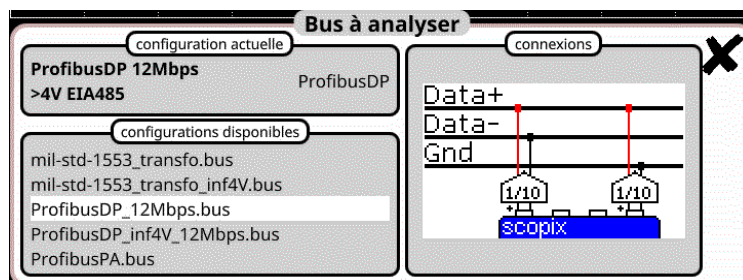 Bus à analyser
configuration actuelle
ProfibusDP 12Mbps
>4V EIA485
ProfibusDP
configurations disponibles
mil-std-1553_transfo.bus
mil-std-1553_transfo_inf4V.bus
ProfibusDP_12Mbps.bus
ProfibusDP_inf4V_12Mbps.bus
ProfibusPA.bus
connexions
Data+
Data-
Gnd
1/10 1/10
+ +
scopix